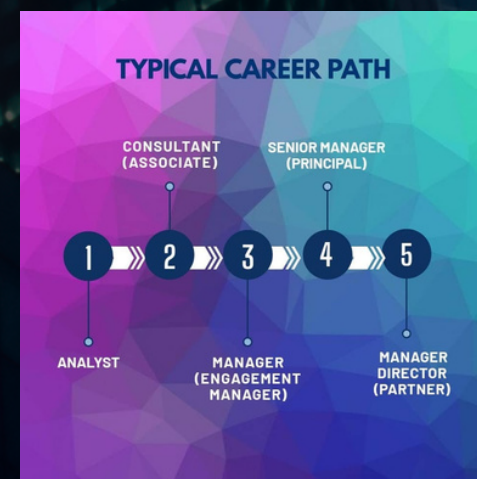 TYPICAL CAREER PATH
CONSULTANT
(ASSOCIATE)
SENIOR MANAGER
(PRINCIPAL)
1
2
3
4
5
ANALYST
MANAGER
(ENGAGEMENT
MANAGER)
MANAGER
DIRECTOR
(PARTNER)